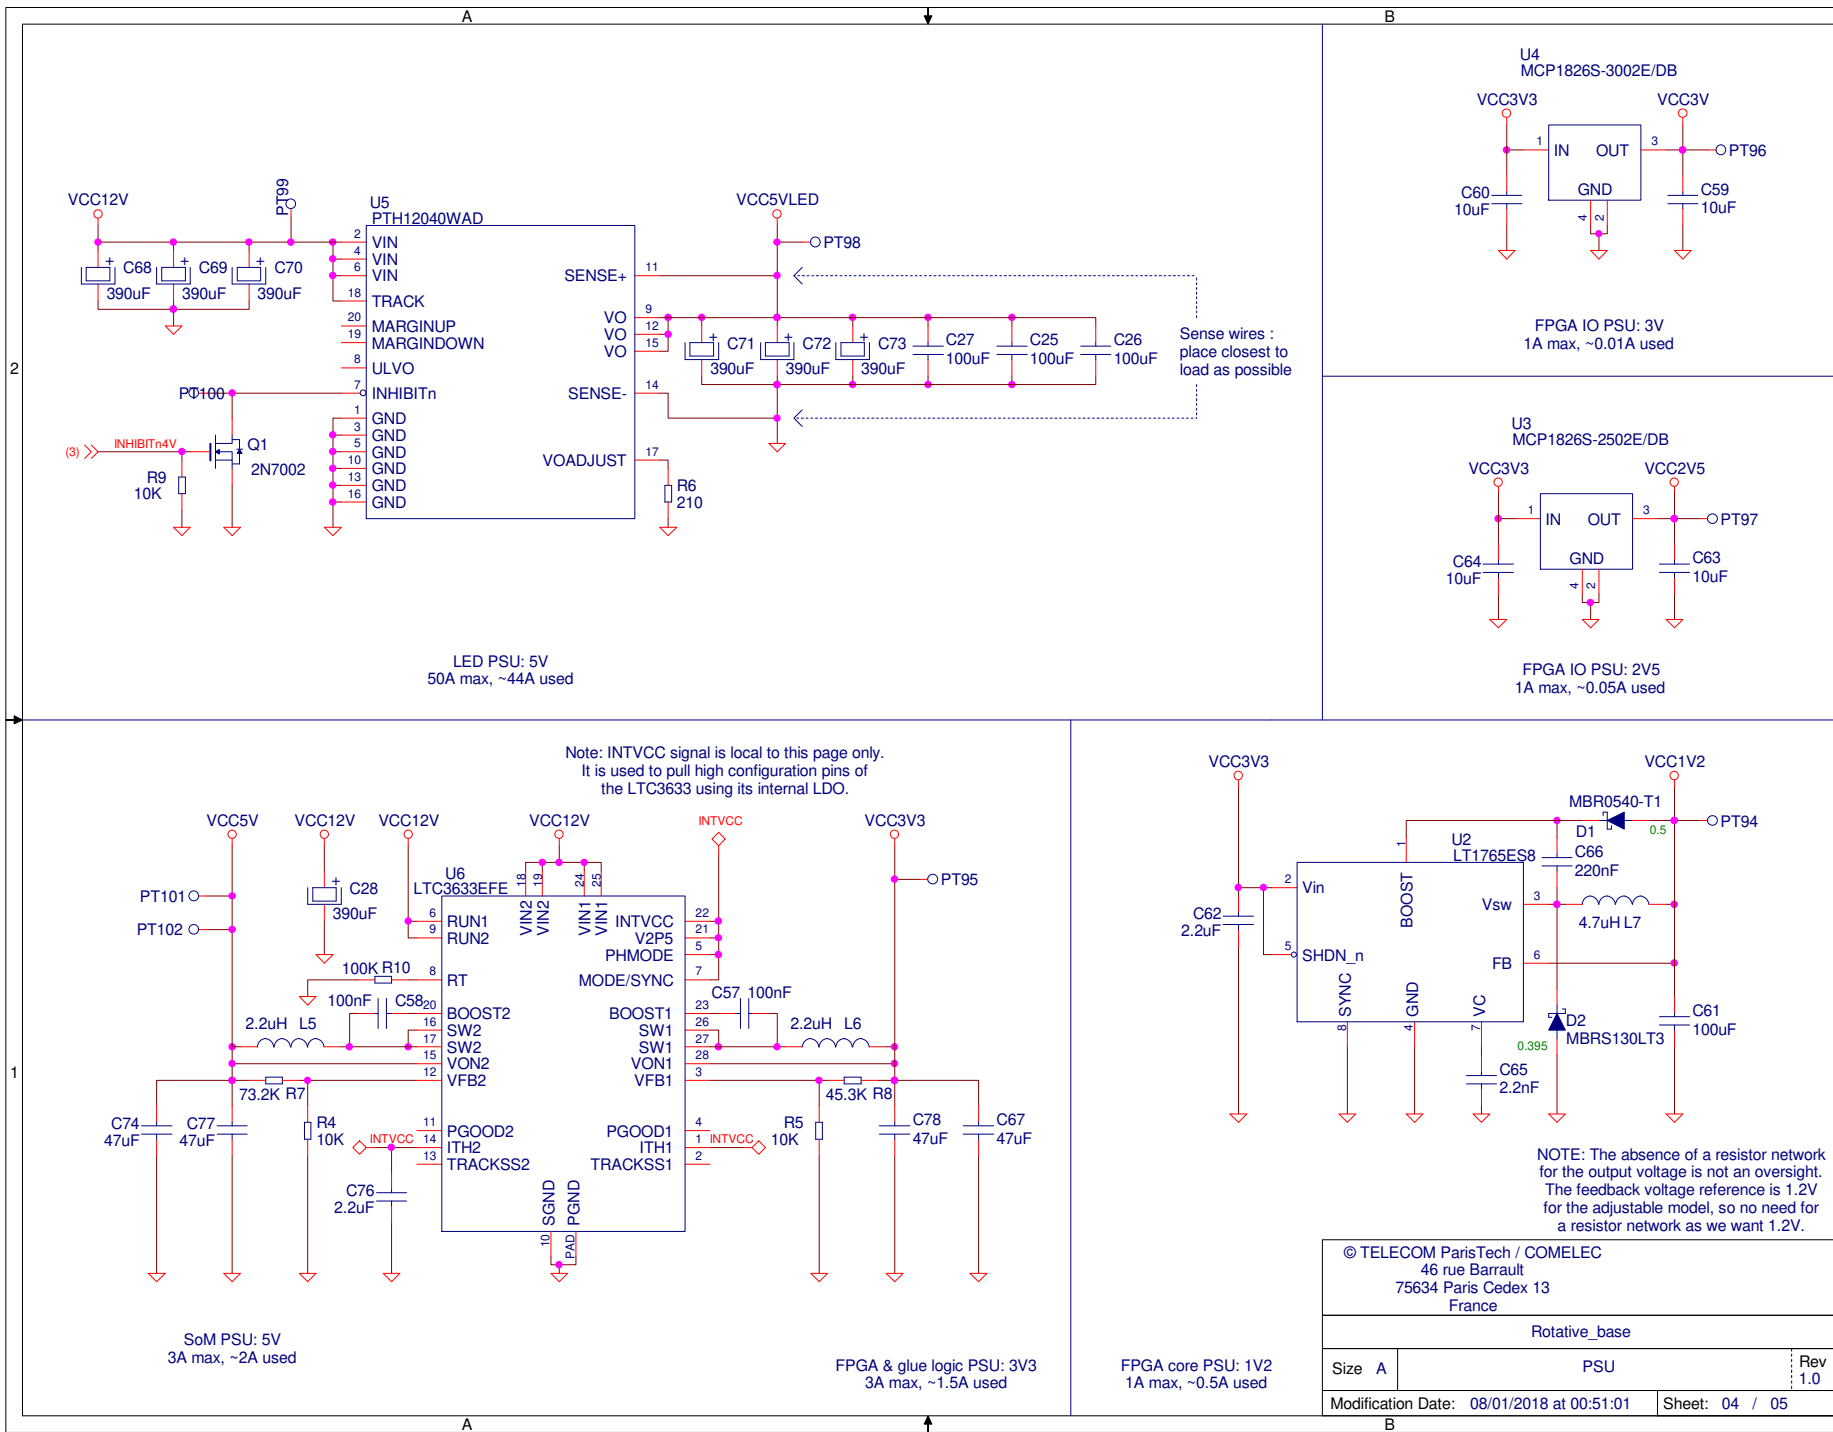 A
B
2
1
VCC12V
PT99
U5
PTH12040WAD
C68
390uF
C69
390uF
C70
390uF
2
VIN
4
VIN
6
VIN
18
TRACK
20
MARGINUP
19
MARGINDOWN
8
ULVO
7
INHIBITn
1
GND
3
GND
5
GND
10
GND
13
GND
16
GND
SENSE+
11
VO
9
VO
12
VO
15
SENSE-
14
VOADJUST
17
PT100
(3)
INHIBITn4V
Q1
2N7002
R9
10K
R6
210
VCC5VLED
PT98
C71
390uF
C72
390uF
C73
390uF
C27
100uF
C25
100uF
C26
100uF
Sense wires :
place closest to
load as possible
LED PSU: 5V
50A max, ~44A used
U4
MCP1826S-3002E/DB
VCC3V3
VCC3V
1
IN
OUT
3
PT96
GND
4
2
C60
10uF
C59
10uF
FPGA IO PSU: 3V
1A max, ~0.01A used
U3
MCP1826S-2502E/DB
VCC3V3
VCC2V5
1
IN
OUT
3
PT97
GND
4
2
C64
10uF
C63
10uF
FPGA IO PSU: 2V5
1A max, ~0.05A used
Note: INTVCC signal is local to this page only.
It is used to pull high configuration pins of
the LTC3633 using its internal LDO.
VCC5V
VCC12V
VCC12V
VCC12V
INTVCC
VCC3V3
PT101
PT102
PT95
C28
390uF
U6
LTC3633EFE
18
VIN2
19
VIN2
24
VIN1
25
VIN1
6
RUN1
9
RUN2
8
RT
20
BOOST2
16
SW2
17
SW2
15
VON2
12
VFB2
11
PGOOD2
14
ITH2
13
TRACKSS2
INTVCC
22
V2P5
21
PHMODE
5
MODE/SYNC
7
BOOST1
23
SW1
26
SW1
27
VON1
28
VFB1
3
PGOOD1
4
ITH1
1
TRACKSS1
2
SGND
10
PGND
PAD
100K R10
100nF
C58
2.2uH L5
73.2K R7
C74
47uF
C77
47uF
R4
10K
INTVCC
C76
2.2uF
C57 100nF
2.2uH L6
45.3K R8
R5
10K
INTVCC
C78
47uF
C67
47uF
SoM PSU: 5V
3A max, ~2A used
FPGA & glue logic PSU: 3V3
3A max, ~1.5A used
VCC3V3
VCC1V2
MBR0540-T1
D1
0.5
PT94
U2
LT1765ES8
C66
220nF
1
BOOST
2
Vin
5
SHDN_n
Vsw
3
FB
6
SYNC
8
GND
4
VC
7
4.7uH L7
C62
2.2uF
C61
100uF
D2
MBRS130LT3
0.395
C65
2.2nF
NOTE: The absence of a resistor network
for the output voltage is not an oversight.
The feedback voltage reference is 1.2V
for the adjustable model, so no need for
a resistor network as we want 1.2V.
FPGA core PSU: 1V2
1A max, ~0.5A used
© TELECOM ParisTech / COMELEC
46 rue Barrault
75634 Paris Cedex 13
France
Rotative_base
Size A
PSU
Rev
1.0
Modification Date: 08/01/2018 at 00:51:01
Sheet: 04 / 05
A
B